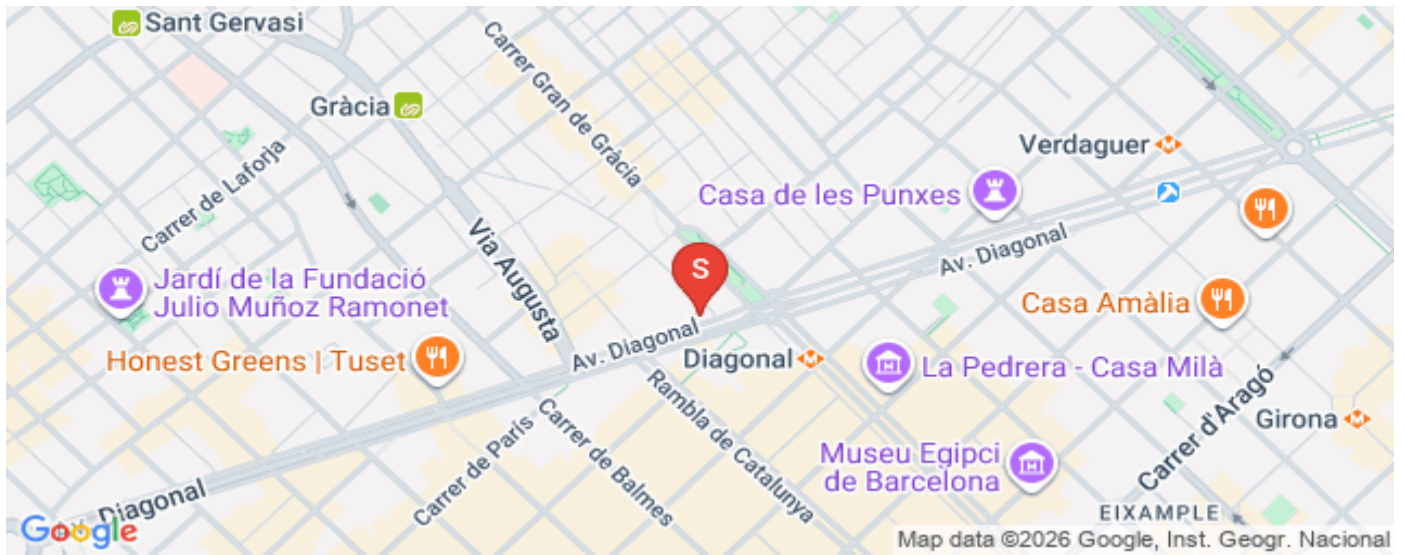 Sant Gervasi
Carrer Gran de Gràcia
Gràcia
Verdaguer
Carrer de Laforja
Casa de les Punxes
Via Augusta
Av. Diagonal
S
Jardí de la Fundació
Julio Muñoz Ramonet
Casa Amàlia
Av. Diagonal
Honest Greens | Tuset
Diagonal
La Pedrera - Casa Milà
Carrer d'Aragó
Rambla de Catalunya
Girona
Carrer de París
Carrer de Balmes
Museu Egipci
de Barcelona
Diagonal
EIXAMPLE
Google
Map data ©2026 Google, Inst. Geogr. Nacional